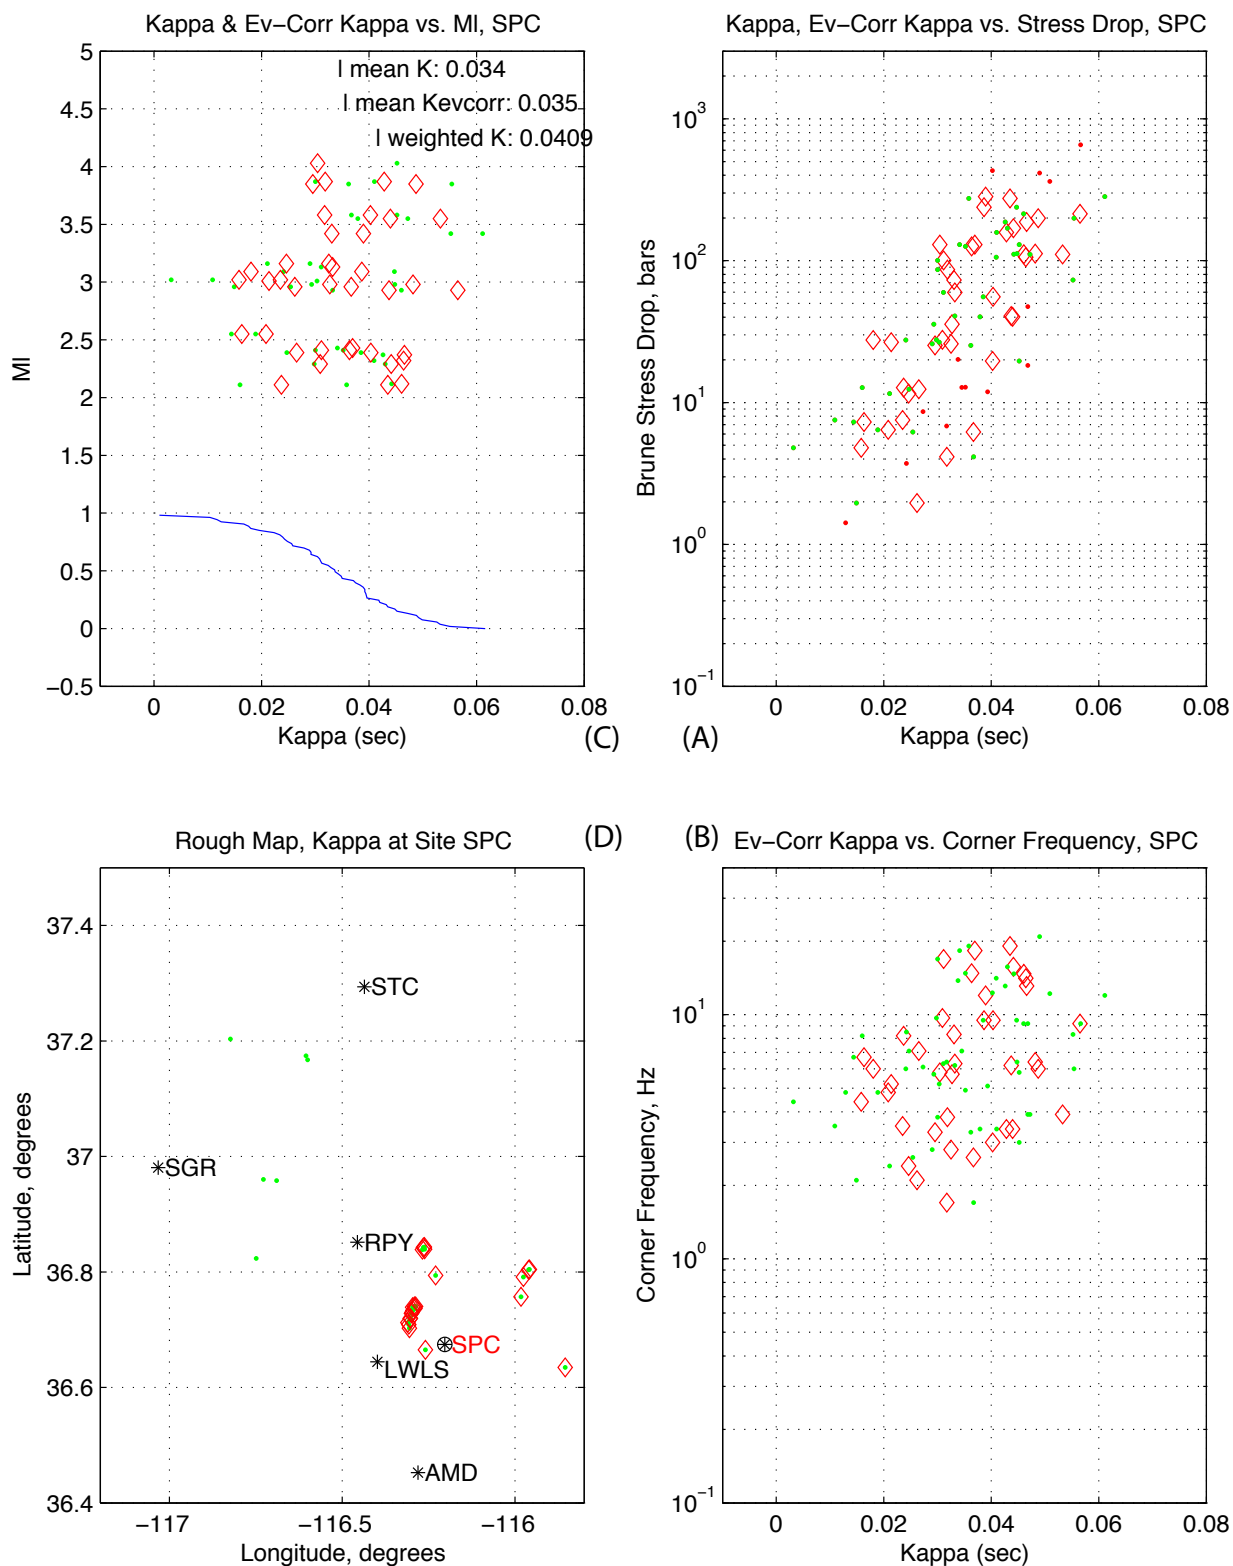 Kappa & Ev−Corr Kappa vs. Ml, SPC
5
4.5
4
3.5
3
2.5
2
1.5
1
0.5
0
−0.5
Ml
l mean K: 0.034
l mean Kevcorr: 0.035
l weighted K: 0.0409
0 0.02 0.04 0.06 0.08
Kappa (sec)
(C)
Kappa, Ev−Corr Kappa vs. Stress Drop, SPC
10^3
10^2
10^1
10^0
10^−1
Brune Stress Drop, bars
0 0.02 0.04 0.06 0.08
(A)
Kappa (sec)
Rough Map, Kappa at Site SPC
(D)
37.4
37.2
37
36.8
36.6
36.4
Latitude, degrees
STC
SGR
RPY
SPC
LWLS
AMD
−117 −116.5 −116
Longitude, degrees
(B)
Ev−Corr Kappa vs. Corner Frequency, SPC
10^1
10^0
10^−1
Corner Frequency, Hz
0 0.02 0.04 0.06 0.08
Kappa (sec)